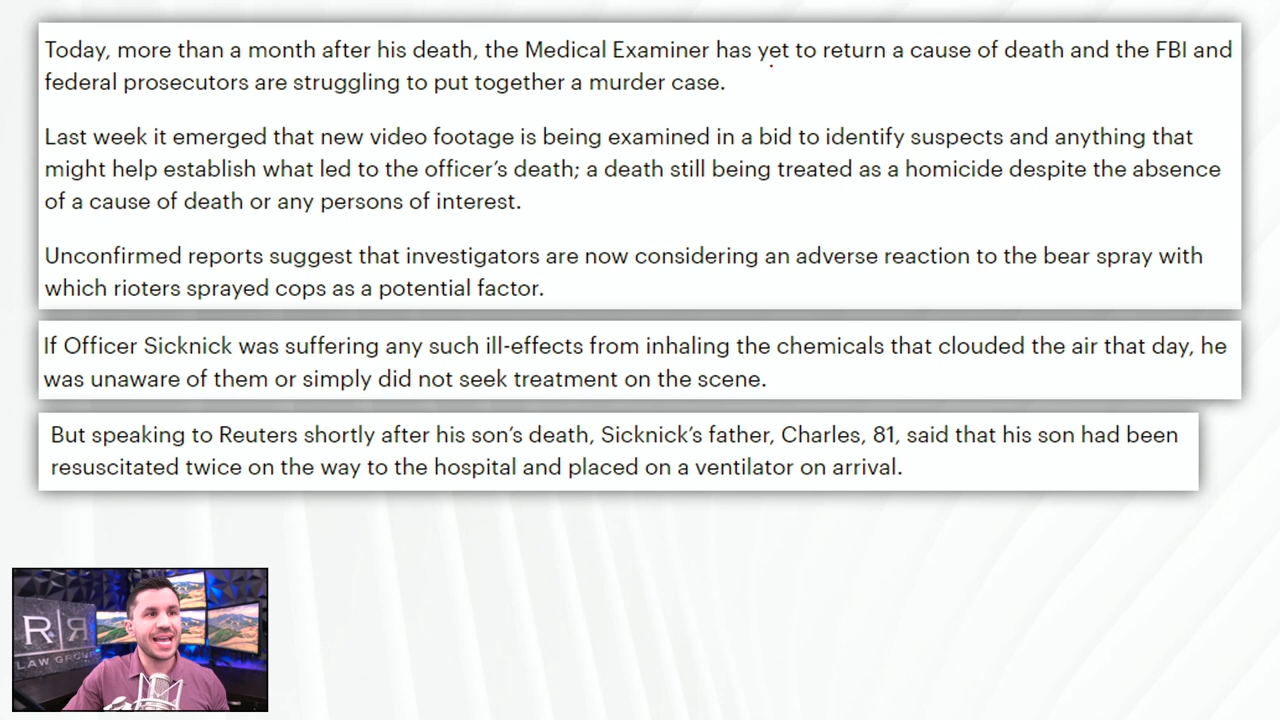 Today, more than a month after his death, the Medical Examiner has yet to return a cause of death and the FBI and
federal prosecutors are struggling to put together a murder case.
Last week it emerged that new video footage is being examined in a bid to identify suspects and anything that
might help establish what led to the officer’s death; a death still being treated as a homicide despite the absence
of a cause of death or any persons of interest.
Unconfirmed reports suggest that investigators are now considering an adverse reaction to the bear spray with
which rioters sprayed cops as a potential factor.
If Officer Sicknick was suffering any such ill-effects from inhaling the chemicals that clouded the air that day, he
was unaware of them or simply did not seek treatment on the scene.
But speaking to Reuters shortly after his son’s death, Sicknick’s father, Charles, 81, said that his son had been
resuscitated twice on the way to the hospital and placed on a ventilator on arrival.
R|R
LAW GROUP